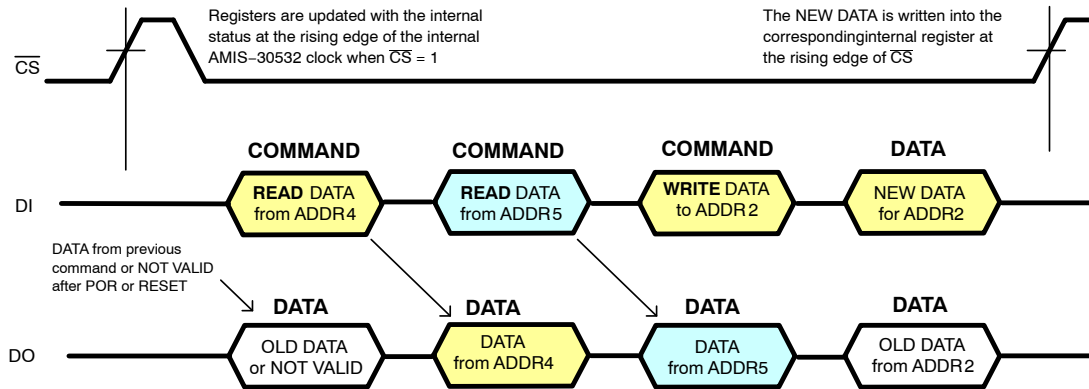 Registers are updated with the internal
status at the rising edge of the internal
AMIS−30532 clock when CS = 1
The NEW DATA is written into the
correspondinginternal register at
the rising edge of CS
CS
COMMAND
COMMAND
COMMAND
DATA
DI
READ DATA
from ADDR4
READ DATA
from ADDR5
WRITE DATA
to ADDR2
NEW DATA
for ADDR2
DATA from previous
command or NOT VALID
after POR or RESET
DATA
DATA
DATA
DATA
DO
OLD DATA
or NOT VALID
DATA
from ADDR4
DATA
from ADDR5
OLD DATA
from ADDR2